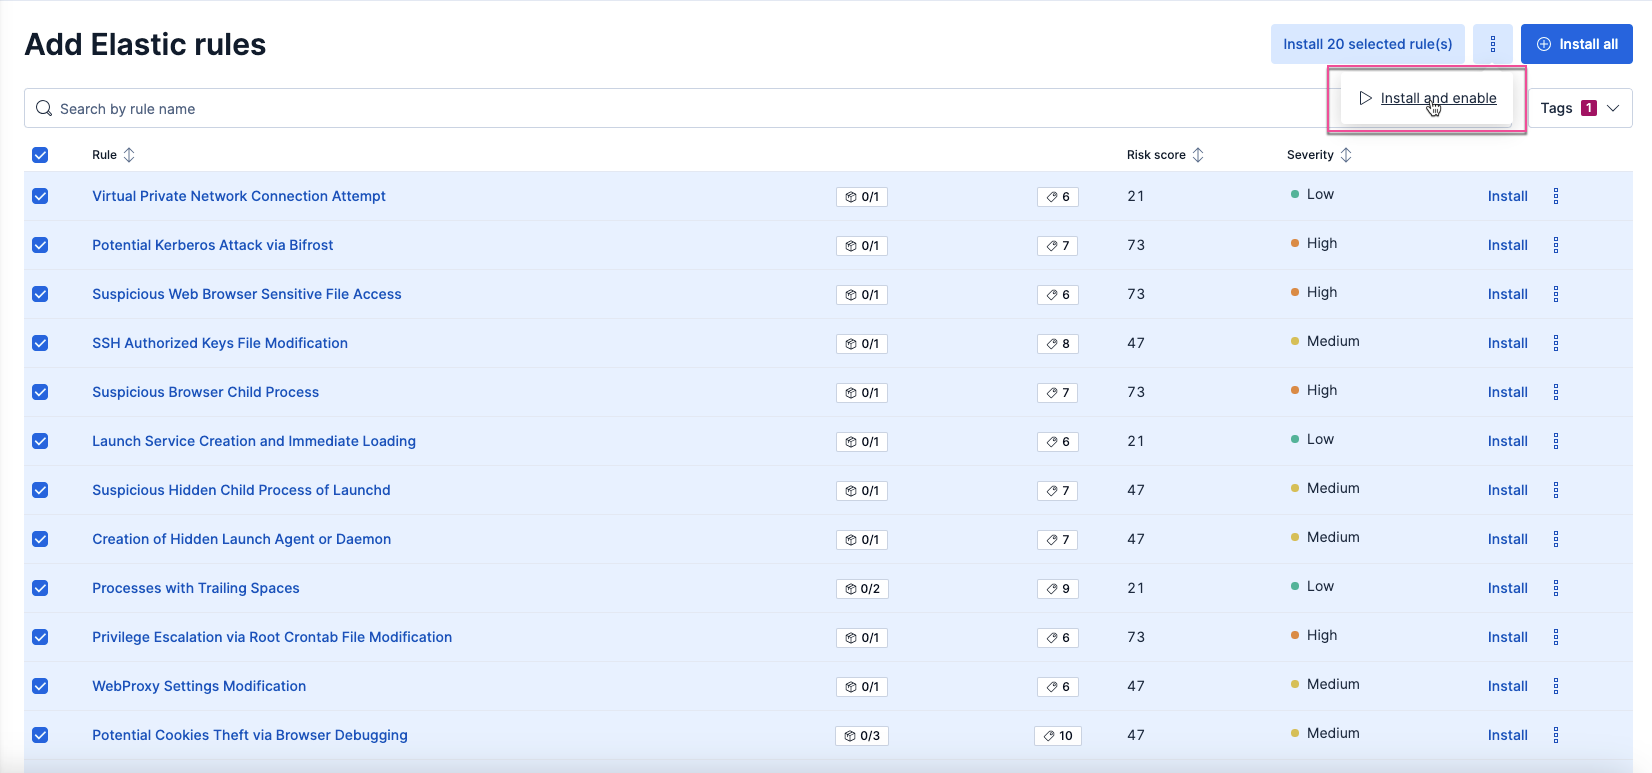 Add Elastic rules
Install 20 selected rule(s)
Install all
Search by rule name
Install and enable
Tags 1
Rule Risk score Severity
Virtual Private Network Connection Attempt 0/1 6 21 Low Install
Potential Kerberos Attack via Bifrost 0/1 7 73 High Install
Suspicious Web Browser Sensitive File Access 0/1 6 73 High Install
SSH Authorized Keys File Modification 0/1 8 47 Medium Install
Suspicious Browser Child Process 0/1 7 73 High Install
Launch Service Creation and Immediate Loading 0/1 6 21 Low Install
Suspicious Hidden Child Process of Launchd 0/1 7 47 Medium Install
Creation of Hidden Launch Agent or Daemon 0/1 7 47 Medium Install
Processes with Trailing Spaces 0/2 9 21 Low Install
Privilege Escalation via Root Crontab File Modification 0/1 6 73 High Install
WebProxy Settings Modification 0/1 6 47 Medium Install
Potential Cookies Theft via Browser Debugging 0/3 10 47 Medium Install